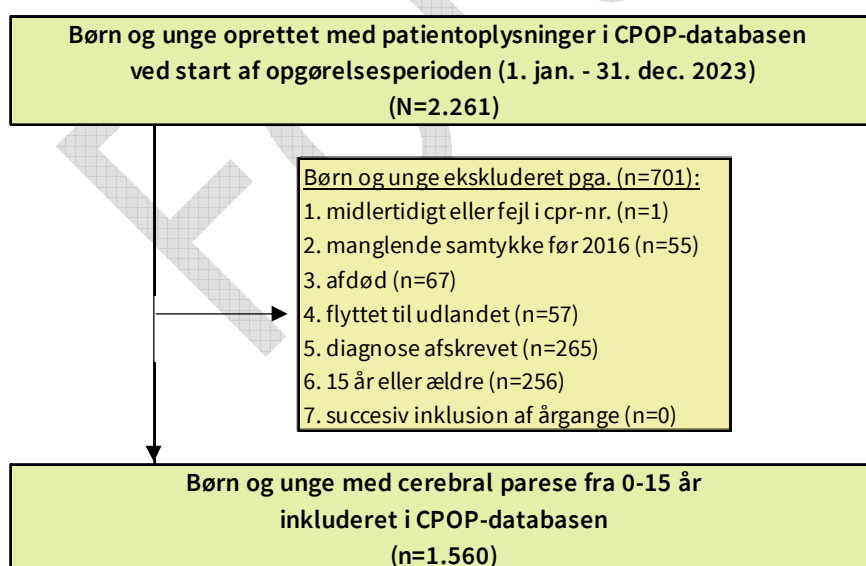 Børn og unge oprettet med patientoplysninger i CPOP-databasen
ved start af opgørelsesperioden (1. jan. - 31. dec. 2023)
(N=2.261)
Børn og unge ekskluderet pga. (n=701):
1. midlertidigt eller fejl i cpr-nr. (n=1)
2. manglende samtykke før 2016 (n=55)
3. afdød (n=67)
4. flyttet til udlandet (n=57)
5. diagnose afskrevet (n=265)
6. 15 år eller ældre (n=256)
7. succesiv inklusion af årgange (n=0)
Børn og unge med cerebral parese fra 0-15 år
inkluderet i CPOP-databasen
(n=1.560)